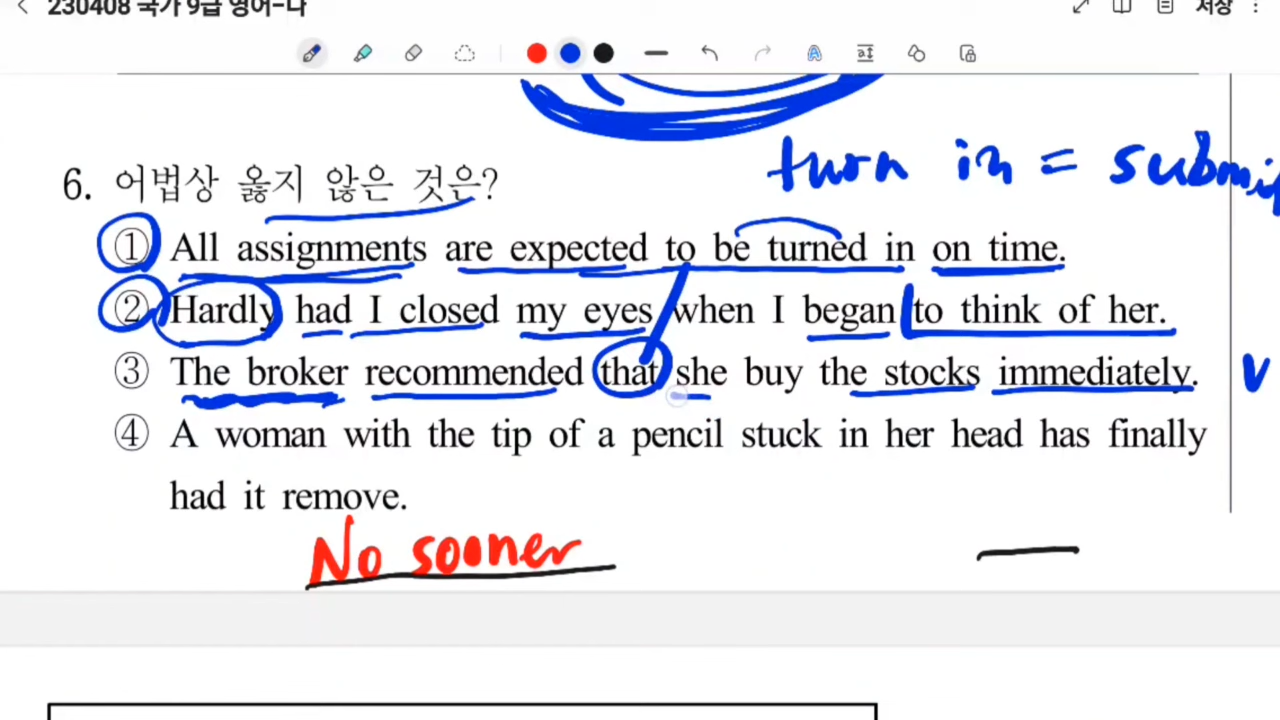 230408 국가 9급 영어-나
저장
turn in = submit
6. 어법상 옳지 않은 것은?
① All assignments are expected to be turned in on time.
② Hardly had I closed my eyes when I began to think of her.
③ The broker recommended that she buy the stocks immediately. V
④ A woman with the tip of a pencil stuck in her head has finally
had it remove.
No sooner